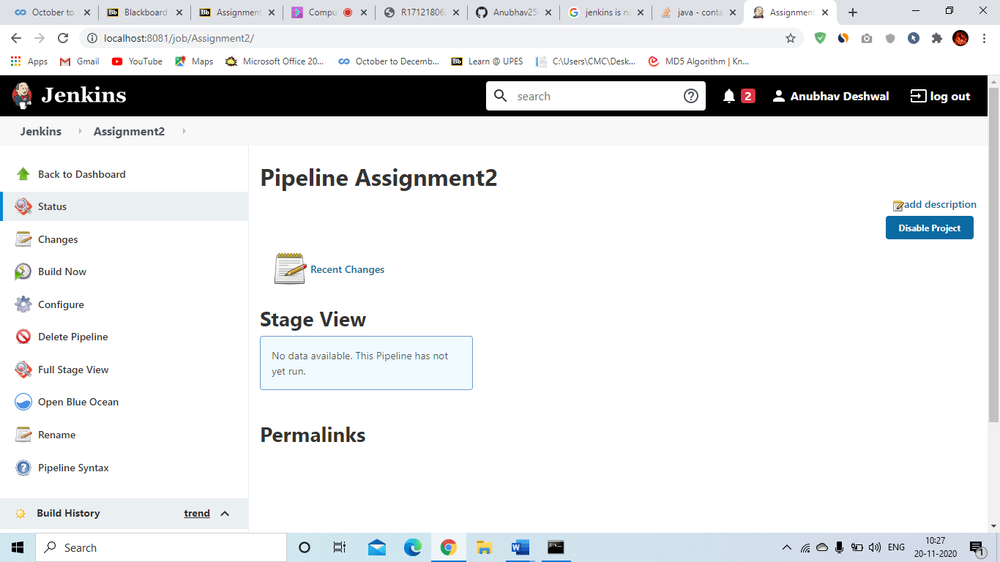 October to
Blackboard
Assignment
Compu
R17121806
Anubhav25
jenkins is no
java - conta
Assignment
localhost:8081/job/Assignment2/
Apps
Gmail
YouTube
Maps
Microsoft Office 20...
October to Decemb...
Bb Learn @ UPES
C:\Users\CMC\Desk...
MD5 Algorithm | Kn...
Jenkins
search
2
Anubhav Deshwal
log out
Jenkins
Assignment2
Back to Dashboard
Status
Changes
Build Now
Configure
Delete Pipeline
Full Stage View
Open Blue Ocean
Rename
Pipeline Syntax
Build History
trend
Pipeline Assignment2
add description
Disable Project
Recent Changes
Stage View
No data available. This Pipeline has not
yet run.
Permalinks
Search
ENG
10:27
20-11-2020
1